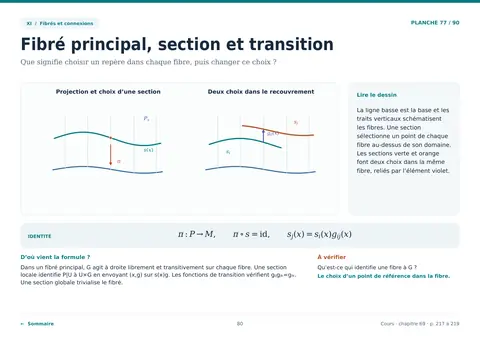 XI / Fibrés et connexions
PLANCHE 77 / 90
Fibré principal, section et transition
Que signifie choisir un repère dans chaque fibre, puis changer ce choix ?
Projection et choix d'une section
Deux choix dans le recouvrement
Pₓ
s(x)
π
sⱼ
sᵢ
Lire le dessin
La ligne basse est la base et les
traits verticaux schématisent
les fibres. Une section
sélectionne un point de chaque
fibre au-dessus de son domaine.
Les sections verte et orange
font deux choix dans la même
fibre, reliés par l'élément violet.
IDENTITÉ
π : P → M, π ∘ s = id, sⱼ(x) = sᵢ(x)gᵢⱼ(x)
D'où vient la formule ?
Dans un fibré principal, G agit à droite librement et transitivement sur chaque fibre. Une section
locale identifie P|U à U×G en envoyant (x,g) sur s(x)g. Les fonctions de transition vérifient
Une section globale trivialise le fibré.
À vérifier
Qu'est-ce qui identifie une fibre à G ?
Le choix d'un point de référence dans la fibre.
← Sommaire
80
Cours · chapitre 69 · p. 217 à 219